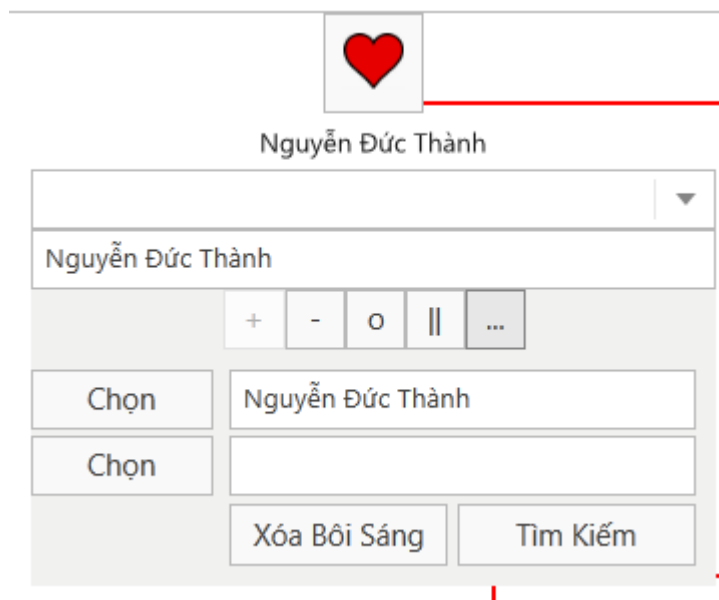 Nguyễn Đức Thành
Nguyễn Đức Thành
+ - o || ...
Chọn Nguyễn Đức Thành
Chọn
Xóa Bôi Sáng Tìm Kiếm